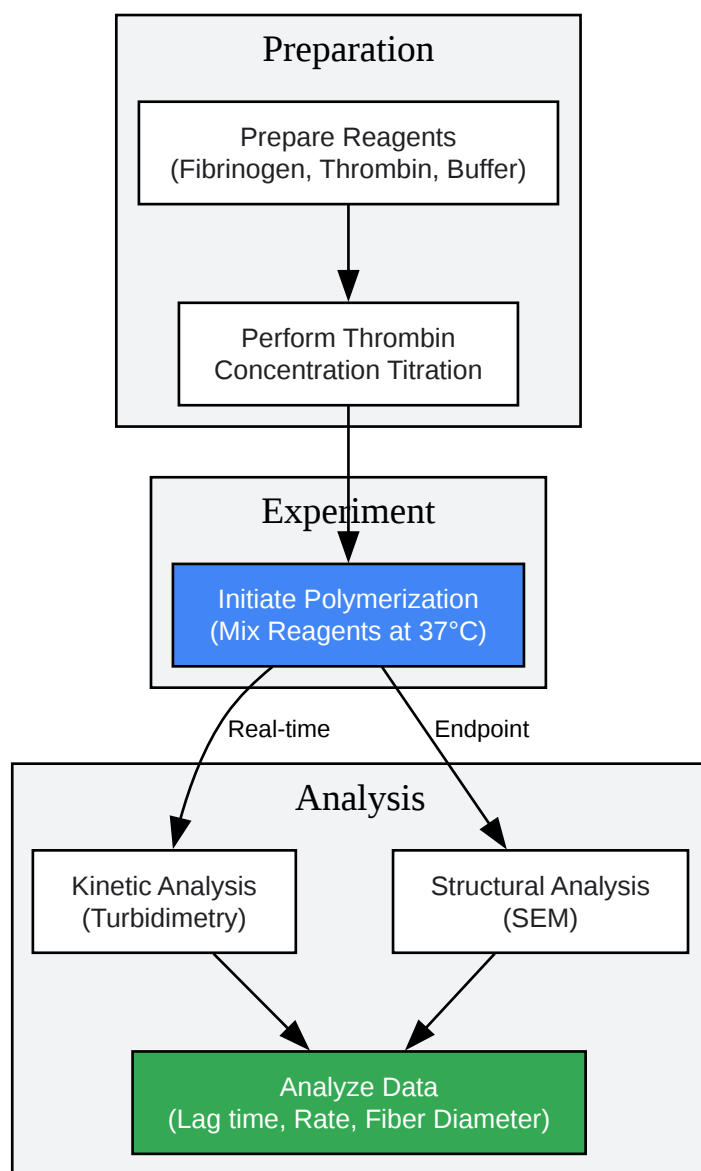 Preparation
Prepare Reagents
(Fibrinogen, Thrombin, Buffer)
Perform Thrombin
Concentration Titration
Experiment
Initiate Polymerization
(Mix Reagents at 37°C)
Real-time
Endpoint
Analysis
Kinetic Analysis
(Turbidimetry)
Structural Analysis
(SEM)
Analyze Data
(Lag time, Rate, Fiber Diameter)